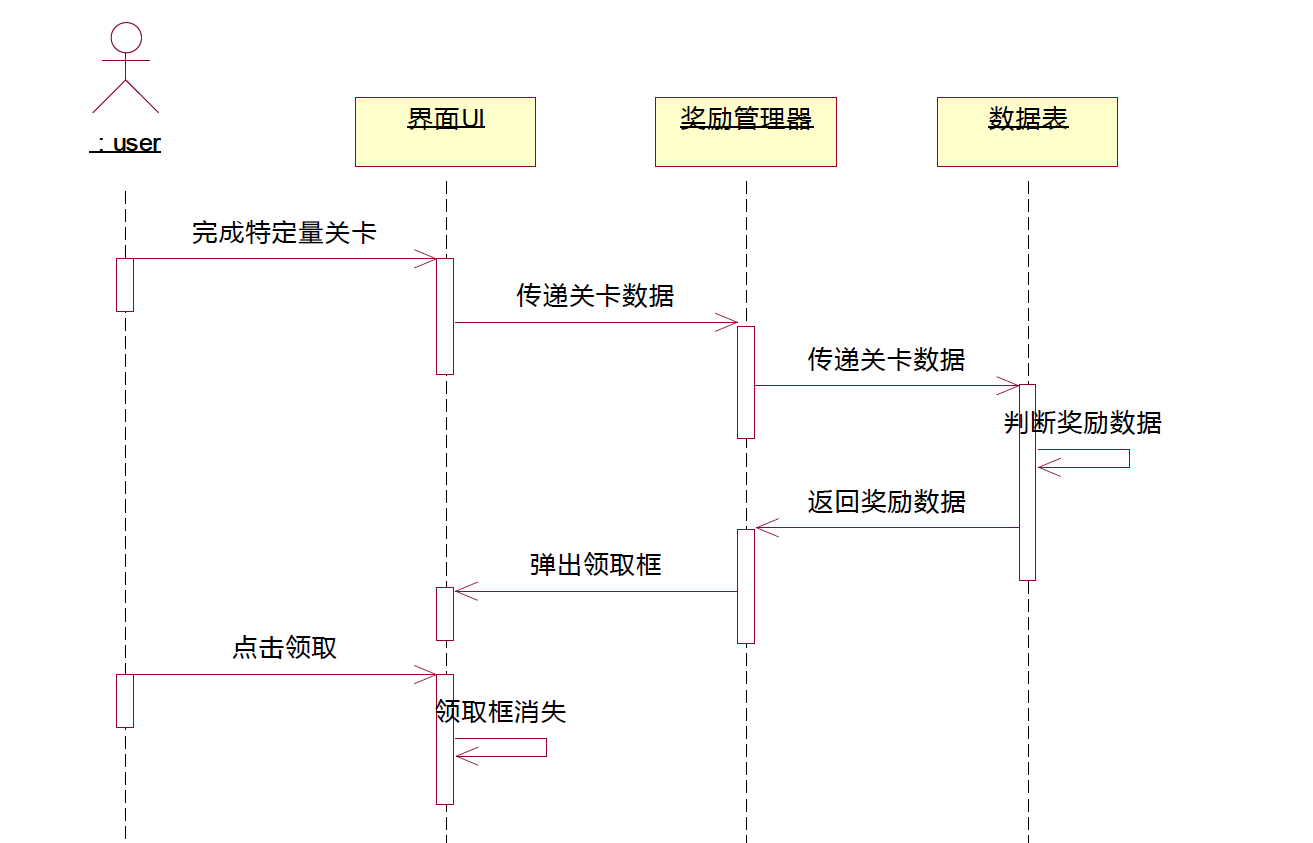 : user
界面UI
奖励管理器
数据表
完成特定量关卡
传递关卡数据
传递关卡数据
判断奖励数据
返回奖励数据
弹出领取框
点击领取
领取框消失